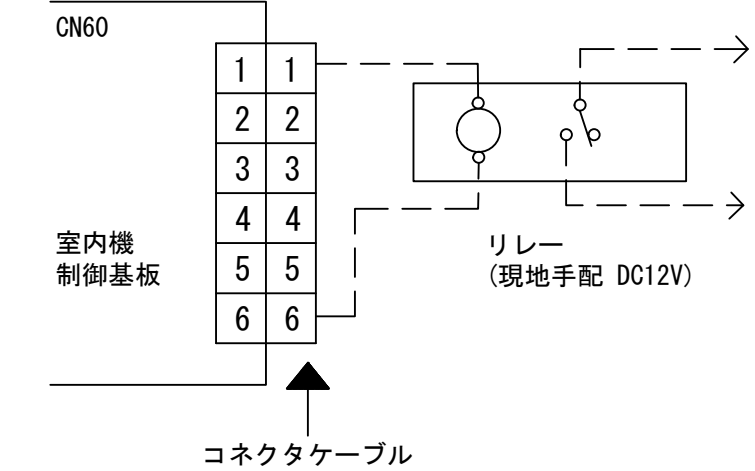 CN60
1 1
2 2
3 3
4 4
5 5
6 6
室内機
制御基板
リレー
(現地手配 DC12V)
コネクタケーブル